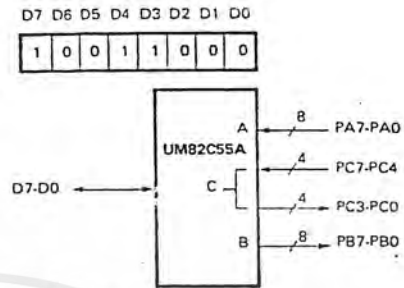 D7 D6 D5 D4 D3 D2 D1 D0
1 0 0 1 1 0 0 0
A 8 PA7-PA0
UM82C55A
4 PC7-PC4
D7-D0 C
4 PC3-PC0
B 8 PB7-PB0